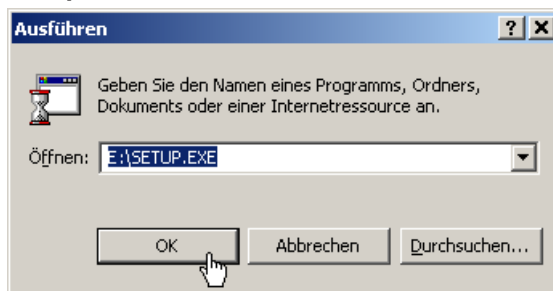 Ausführen
Geben Sie den Namen eines Programms, Ordners,
Dokuments oder einer Internetressource an.
Öffnen: E:\SETUP.EXE
OK Abbrechen Durchsuchen...